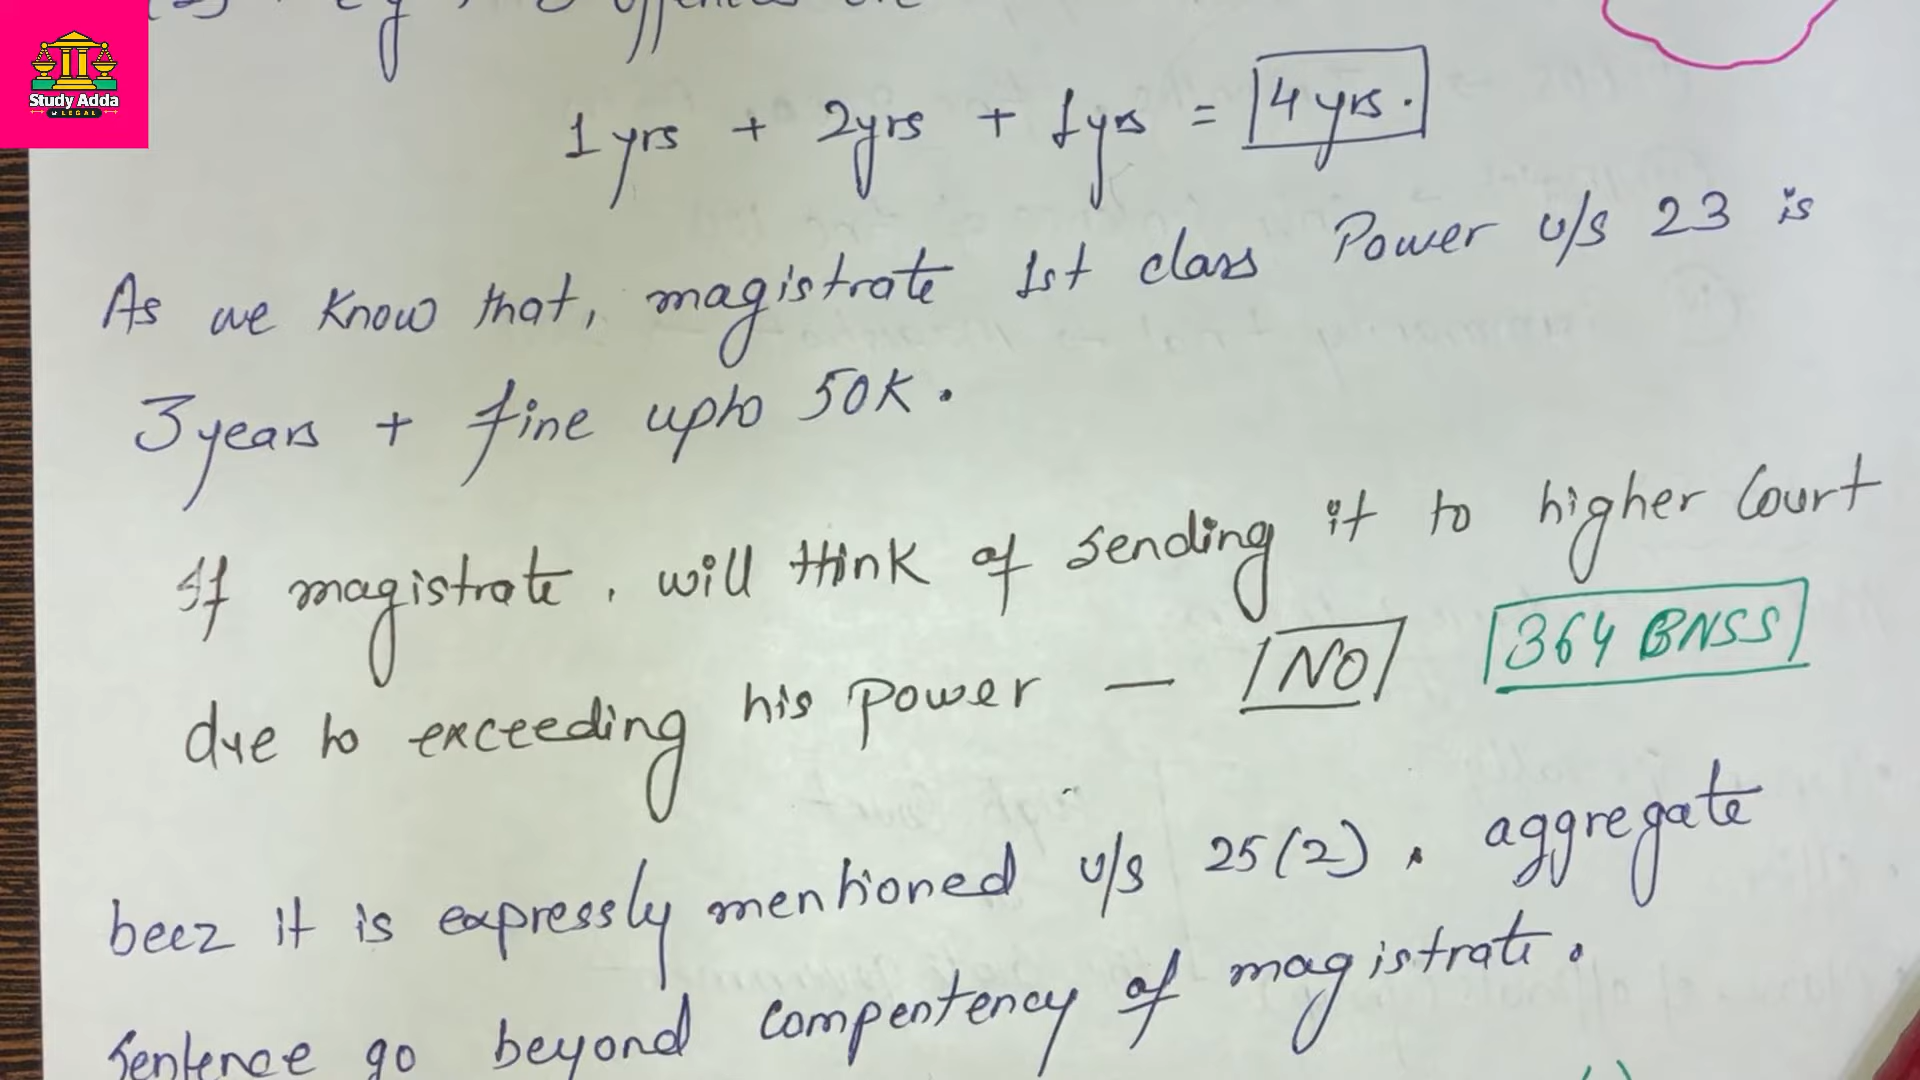 Study Adda
LEGAL
offences are
1 yrs + 2yrs + 1yrs = 4 yrs.
As we know that, magistrate 1st class Power u/s 23 is
3 years + fine upto 50K.
If magistrate, will think of sending it to higher Court
due to exceeding his power - NO 364 BNSS
becz it is expressly mentioned u/s 25(2), aggregate
sentence go beyond compentency of magistrate.